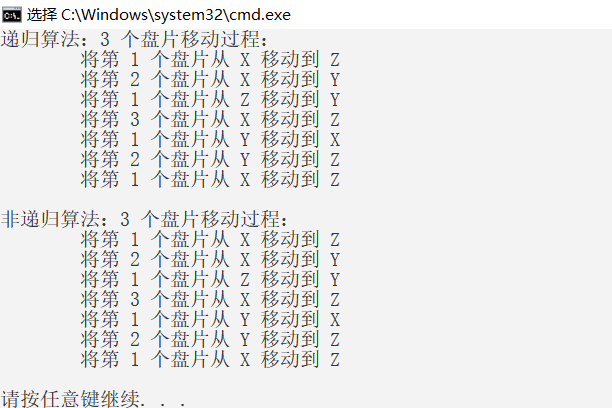 选择 C:\Windows\system32\cmd.exe
递归算法：3 个盘片移动过程：
将第 1 个盘片从 X 移动到 Z
将第 2 个盘片从 X 移动到 Y
将第 1 个盘片从 Z 移动到 Y
将第 3 个盘片从 X 移动到 Z
将第 1 个盘片从 Y 移动到 X
将第 2 个盘片从 Y 移动到 Z
将第 1 个盘片从 X 移动到 Z
非递归算法：3 个盘片移动过程：
将第 1 个盘片从 X 移动到 Z
将第 2 个盘片从 X 移动到 Y
将第 1 个盘片从 Z 移动到 Y
将第 3 个盘片从 X 移动到 Z
将第 1 个盘片从 Y 移动到 X
将第 2 个盘片从 Y 移动到 Z
将第 1 个盘片从 X 移动到 Z
请按任意键继续. . .